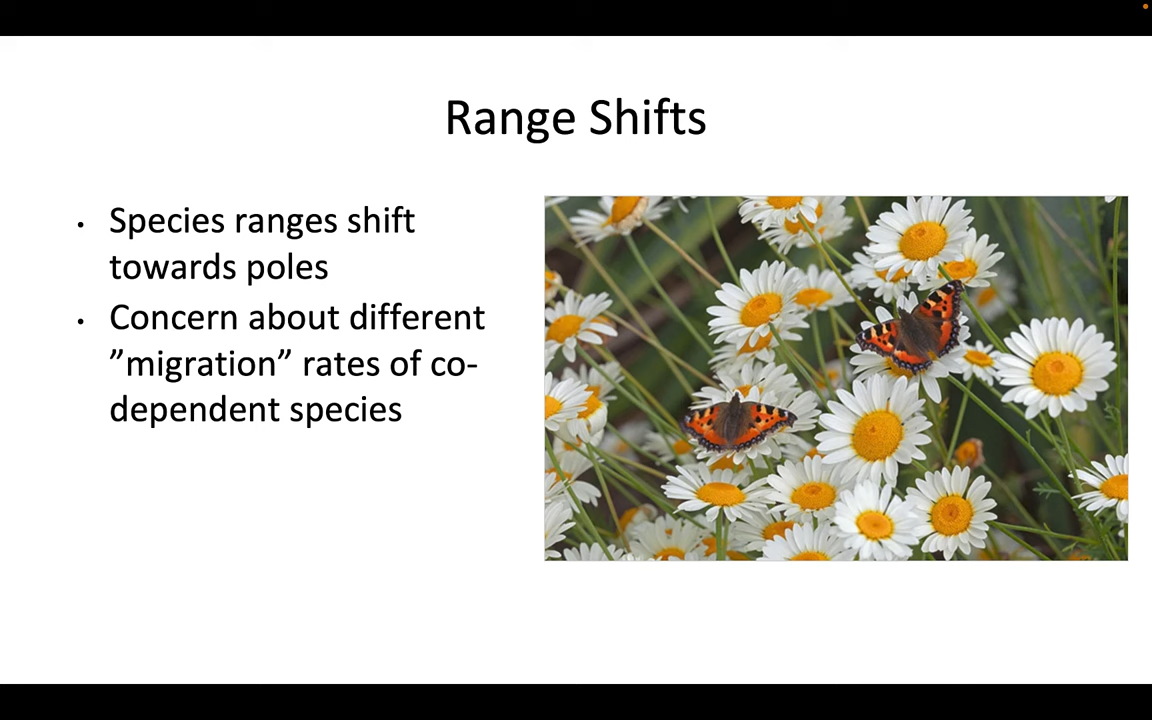 Range Shifts
• Species ranges shift
towards poles
• Concern about different
”migration” rates of co-
dependent species